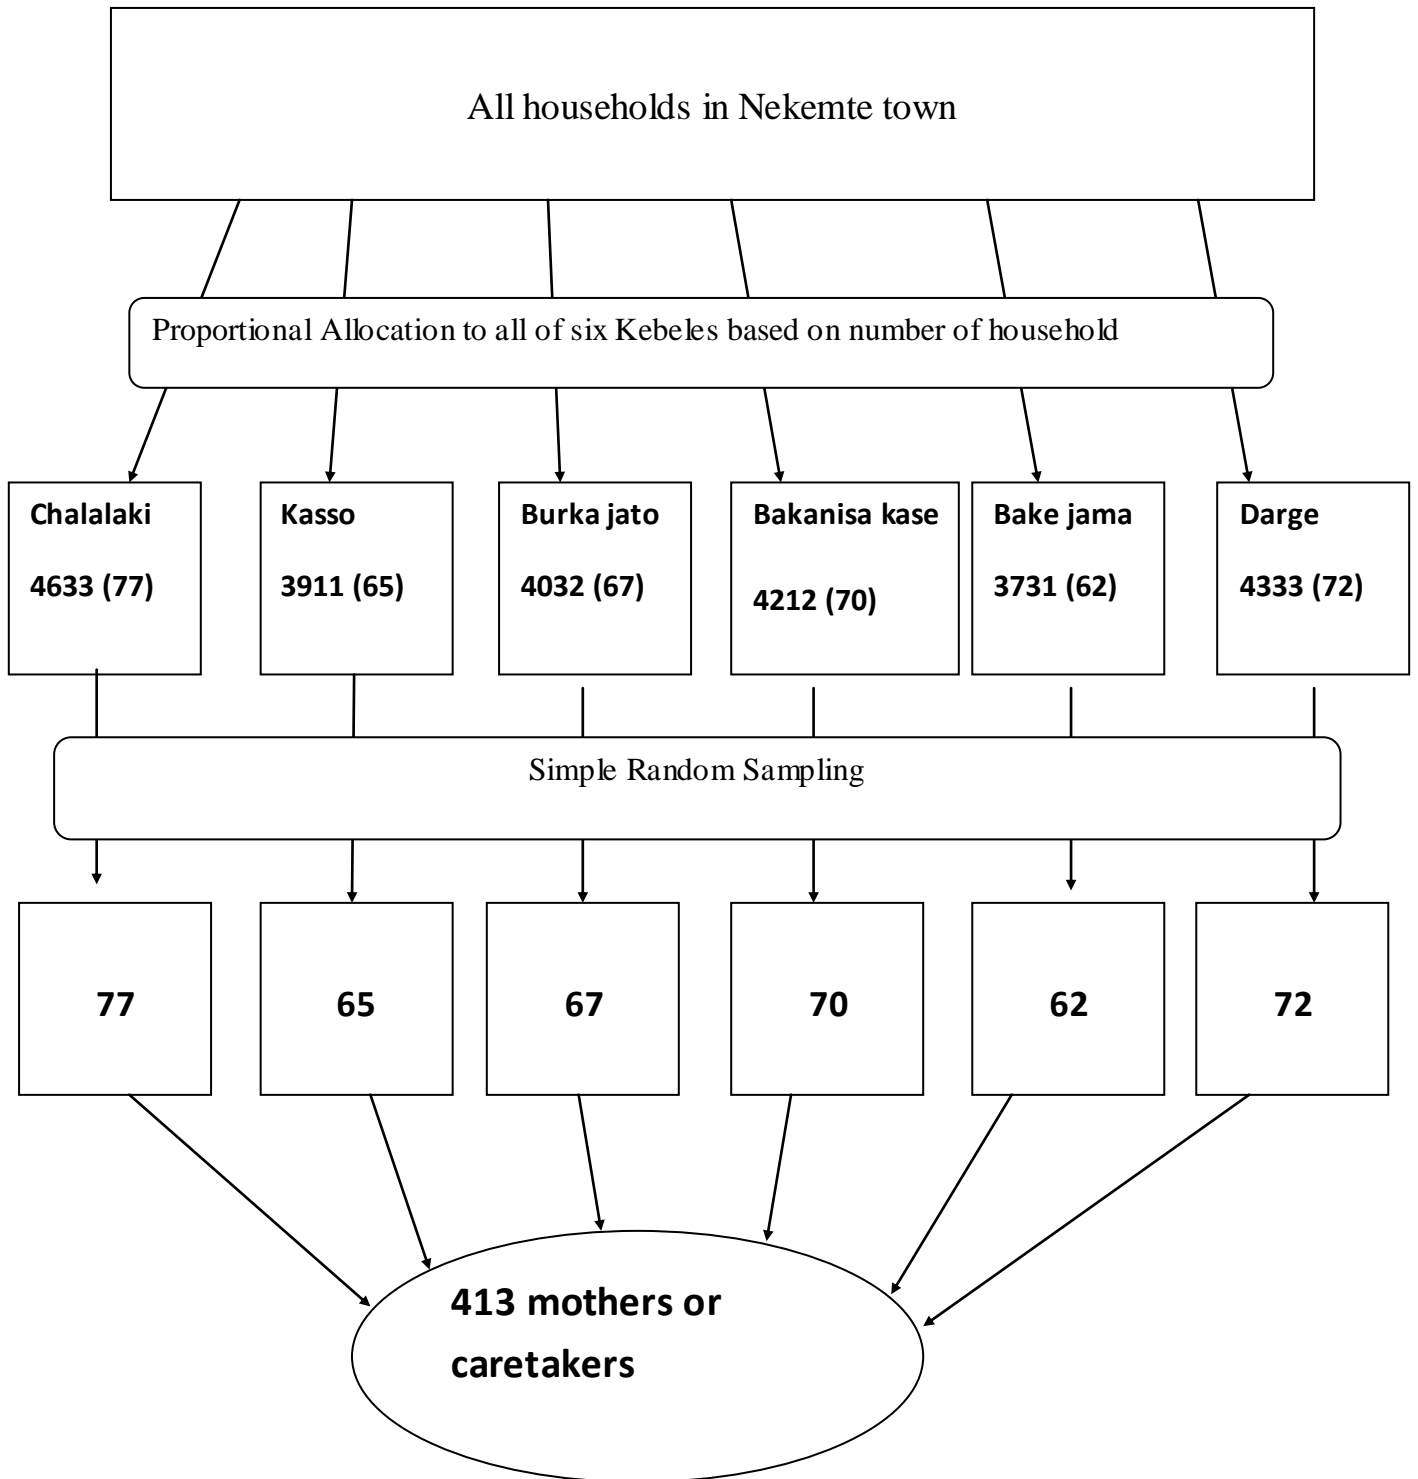 All households in Nekemte town
Proportional Allocation to all of six Kebeles based on number of household
Chalalaki
4633 (77)
Kasso
3911 (65)
Burka jato
4032 (67)
Bakanisa kase
4212 (70)
Bake jama
3731 (62)
Darge
4333 (72)
Simple Random Sampling
77
65
67
70
62
72
413 mothers or
caretakers